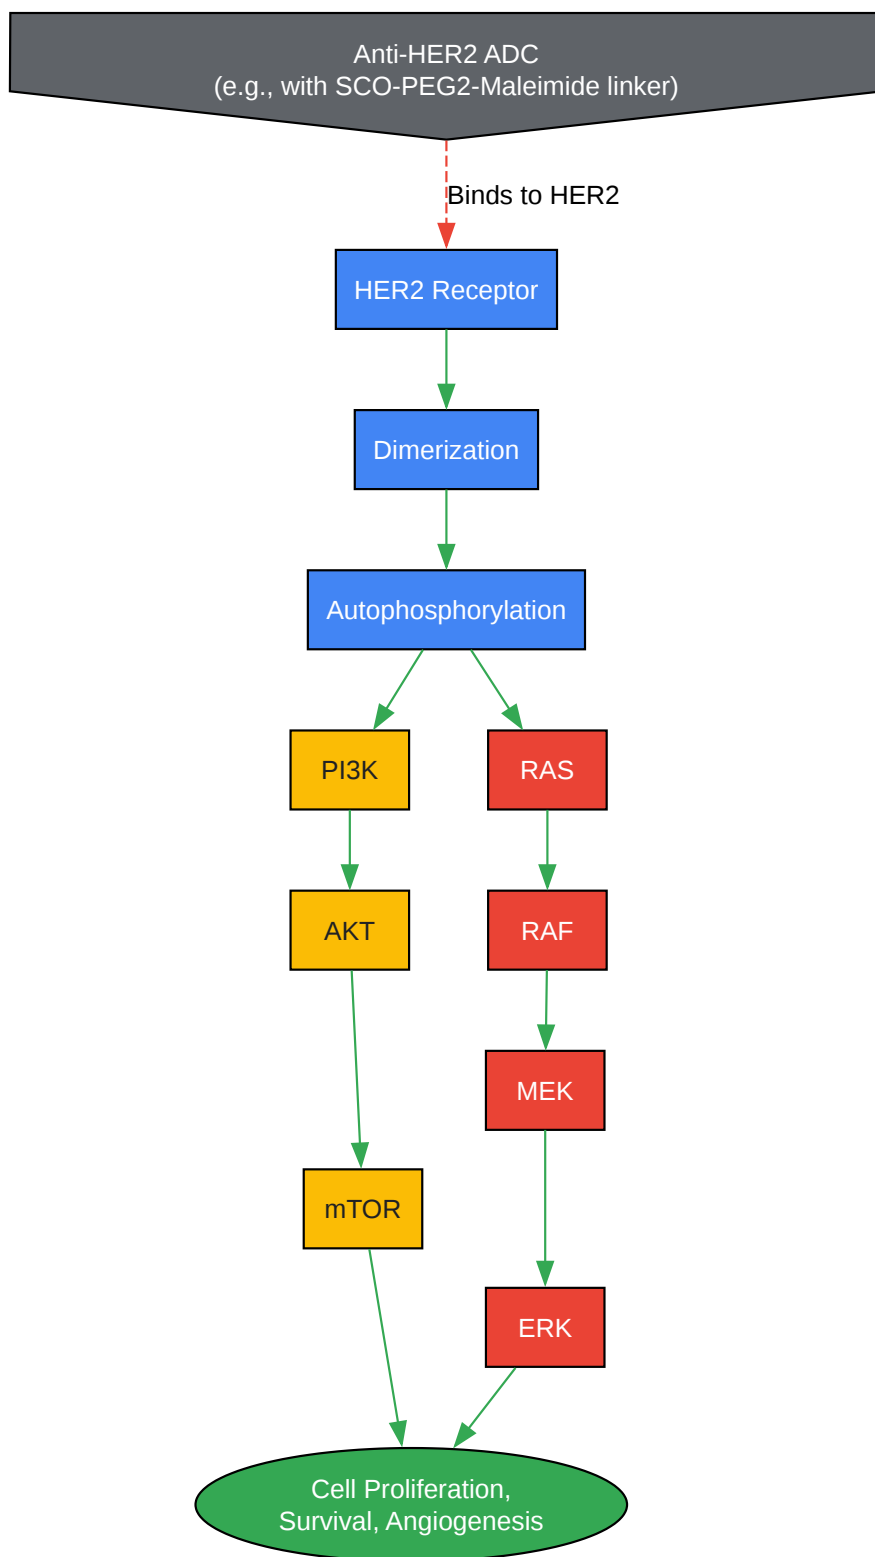 Anti-HER2 ADC
(e.g., with SCO-PEG2-Maleimide linker)
Binds to HER2
HER2 Receptor
Dimerization
Autophosphorylation
PI3K
RAS
AKT
RAF
MEK
mTOR
ERK
Cell Proliferation,
Survival, Angiogenesis